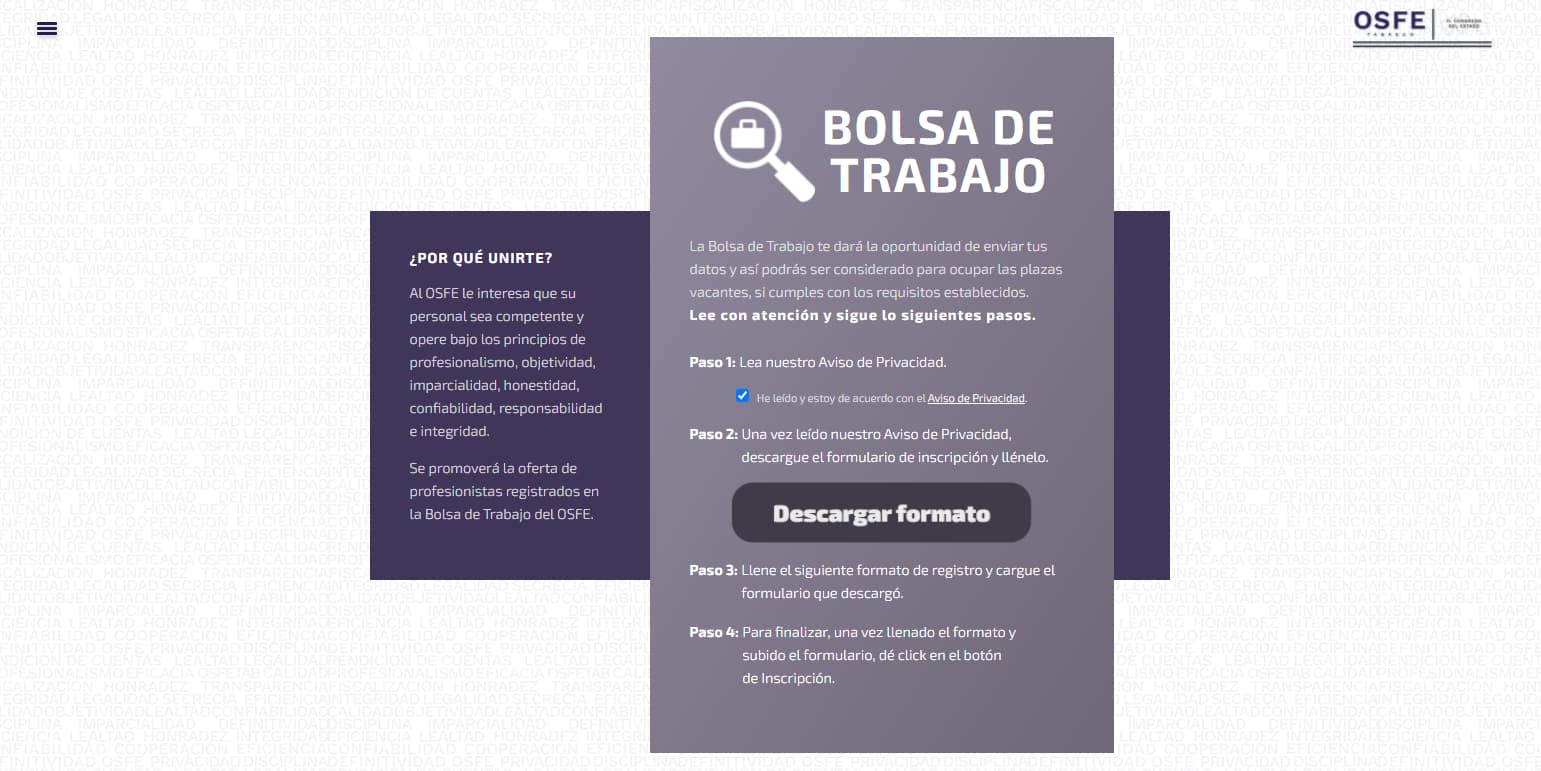 OSFE
TABASCO
H. CONGRESO
DEL ESTADO
BOLSA DE
TRABAJO
¿POR QUÉ UNIRTE?
Al OSFE le interesa que su
personal sea competente y
opere bajo los principios de
profesionalismo, objetividad,
imparcialidad, honestidad,
confiabilidad, responsabilidad
e integridad.
Se promoverá la oferta de
profesionistas registrados en
la Bolsa de Trabajo del OSFE.
La Bolsa de Trabajo te dará la oportunidad de enviar tus
datos y así podrás ser considerado para ocupar las plazas
vacantes, si cumples con los requisitos establecidos.
Lee con atención y sigue lo siguientes pasos.
Paso 1: Lea nuestro Aviso de Privacidad.
He leído y estoy de acuerdo con el Aviso de Privacidad.
Paso 2: Una vez leído nuestro Aviso de Privacidad,
descargue el formulario de inscripción y llénelo.
Descargar formato
Paso 3: Llene el siguiente formato de registro y cargue el
formulario que descargó.
Paso 4: Para finalizar, una vez llenado el formato y
subido el formulario, dé click en el botón
de Inscripción.